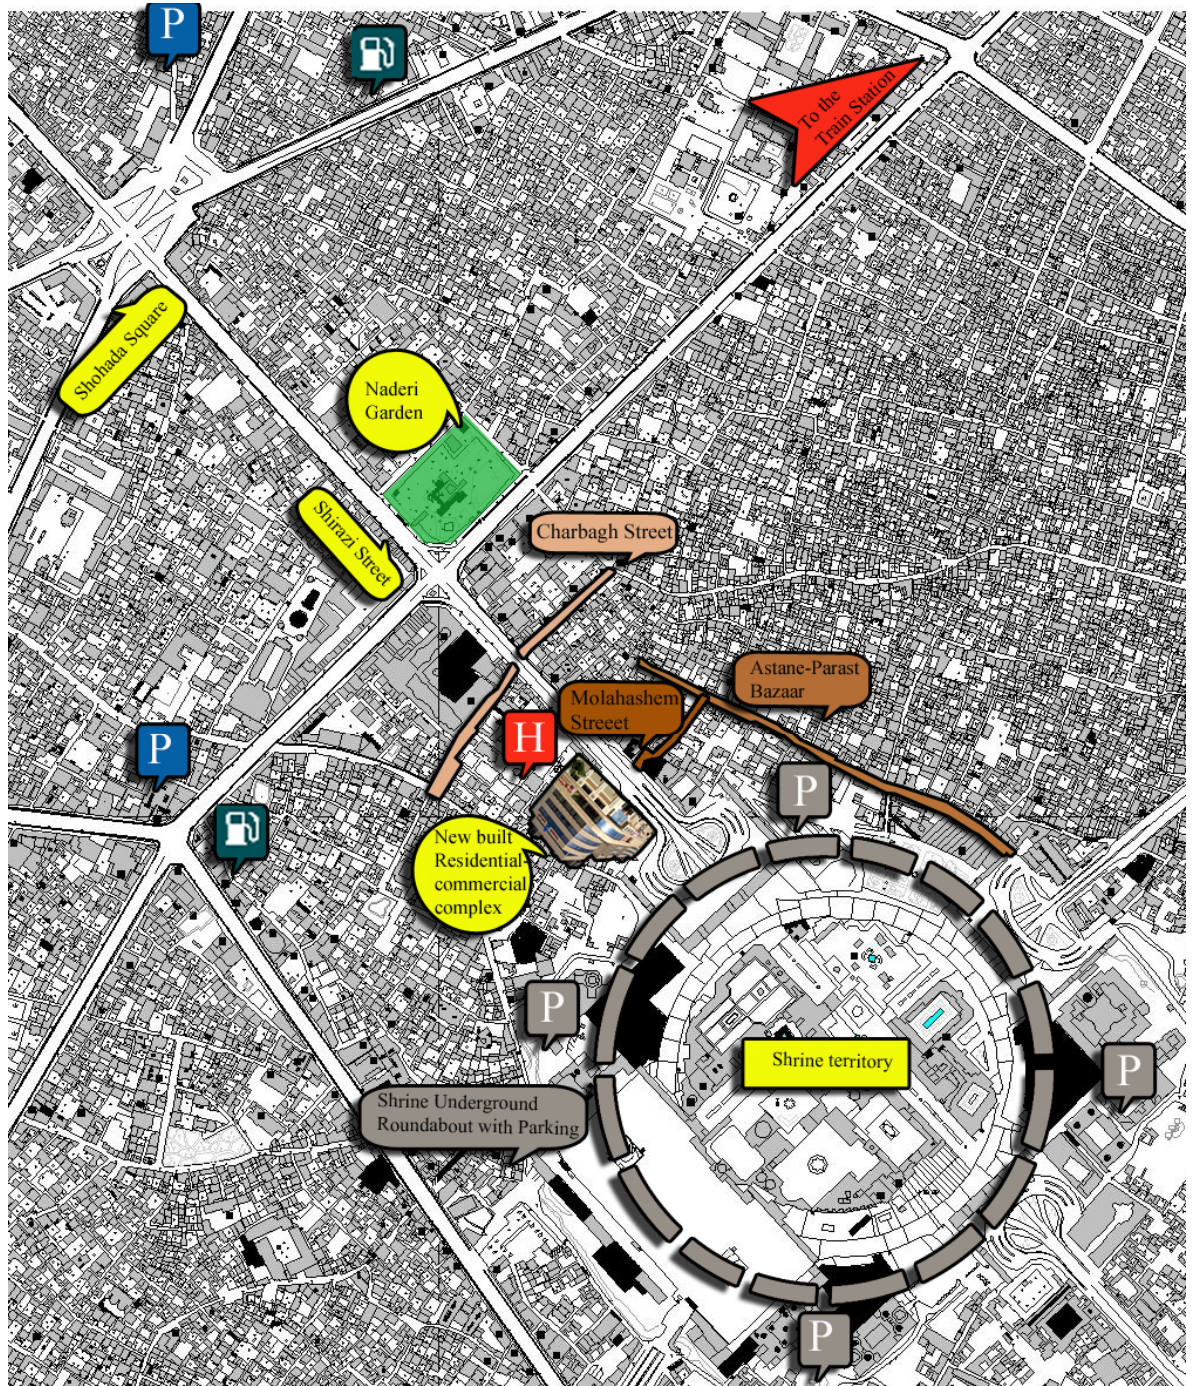 P
To the
Train Station
Shohada Square
Naderi
Garden
Shirazi Street
Charbagh Street
Astane-Parast
Bazaar
Molahashem
Streeet
P
H
P
New built
Residential-
commercial
complex
P
Shrine territory
P
Shrine Underground
Roundabout with Parking
P